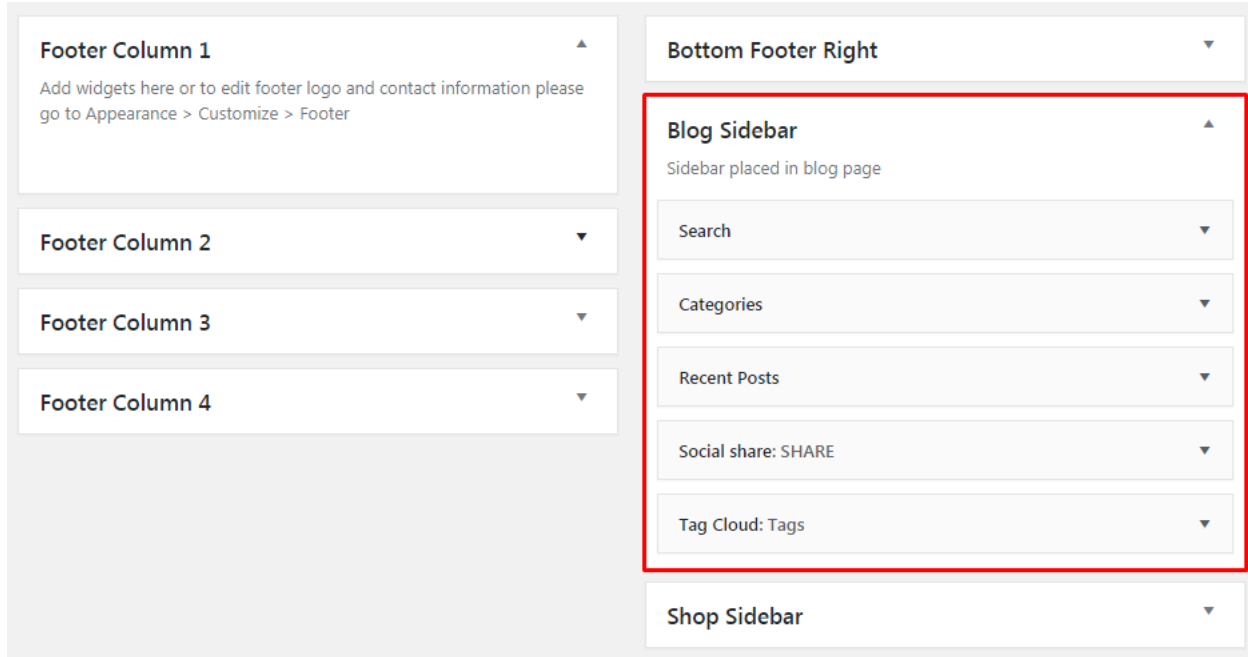 Footer Column 1
Add widgets here or to edit footer logo and contact information please
go to Appearance > Customize > Footer
Footer Column 2
Footer Column 3
Footer Column 4
Bottom Footer Right
Blog Sidebar
Sidebar placed in blog page
Search
Categories
Recent Posts
Social share: SHARE
Tag Cloud: Tags
Shop Sidebar